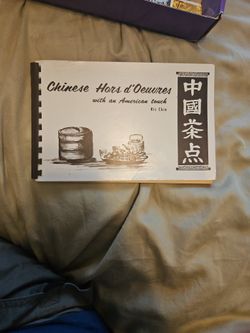 Chinese Hors d'Oeuvres
with an American touch
中國茶点